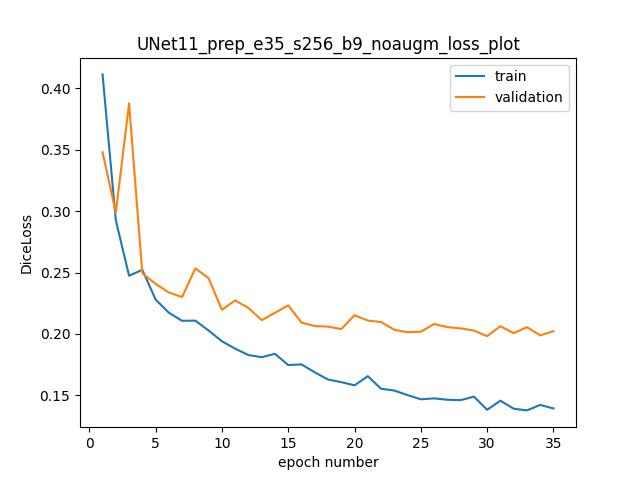 UNet11_prep_e35_s256_b9_noaugm_loss_plot
train
validation
0.40
0.35
0.30
0.25
0.20
0.15
DiceLoss
0 5 10 15 20 25 30 35
epoch number